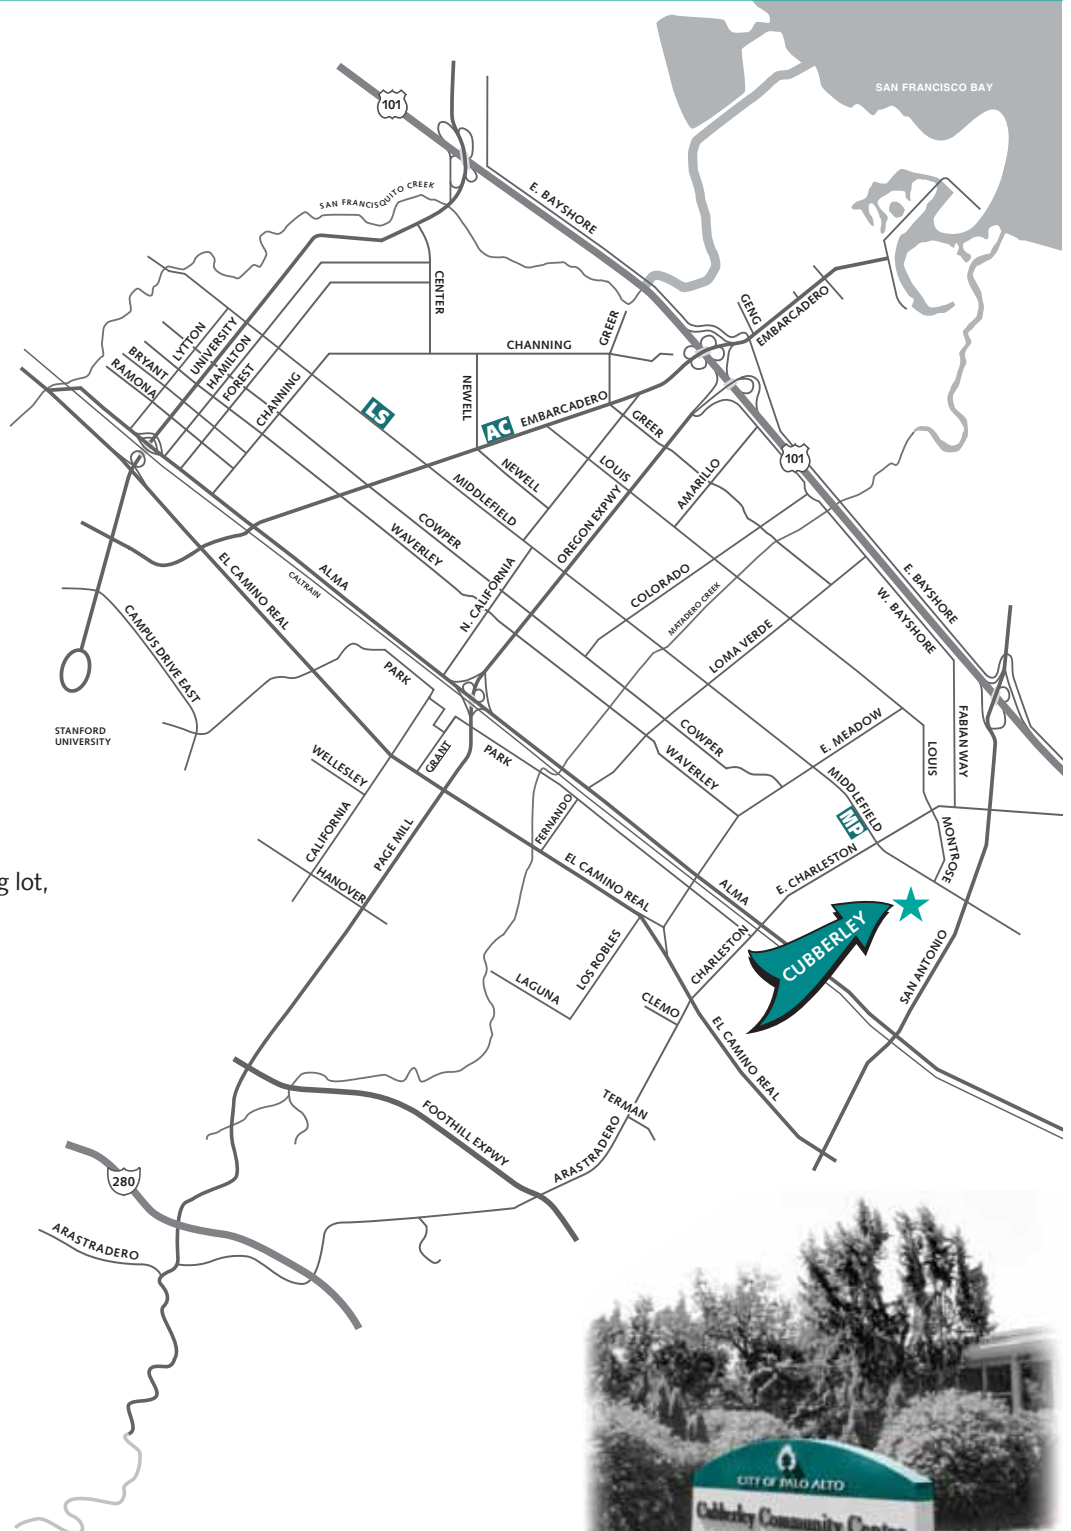 SAN FRANCISCO BAY
101
SAN FRANCISQUITO CREEK
E. BAYSHORE
CENTER
GREER
GENG
EMBARCADERO
LYTTON
UNIVERSITY
HAMILTON
FOREST
BRYANT
RAMONA
CHANNING
CHANNING
NEWELL
LS
AC
EMBARCADERO
GREER
101
LOUIS
AMARILLO
NEWELL
MIDDLEFIELD
OREGON EXPWY
COWPER
WAVERLEY
EL CAMINO REAL
ALMA
CALTRAIN
N. CALIFORNIA
COLORADO
MATADERO CREEK
LOMA VERDE
E. BAYSHORE
W. BAYSHORE
CAMPUS DRIVE EAST
PARK
STANFORD
UNIVERSITY
GRANT
PARK
WELLESLEY
CALIFORNIA
HANOVER
PAGE MILL
COWPER
WAVERLEY
E. MEADOW
LOUIS
FABIAN WAY
MIDDLEFIELD
MP
MONTROSE
FERNANDO
EL CAMINO REAL
ALMA
E. CHARLESTON
g lot,
CUBBERLEY
CHARLESTON
SAN ANTONIO
LOS ROBLES
LAGUNA
CLEMO
EL CAMINO REAL
TERMAN
ARASTRADERO
FOOTHILL EXPWY
280
ARASTRADERO
CITY OF PALO ALTO
Cubberley Community Center